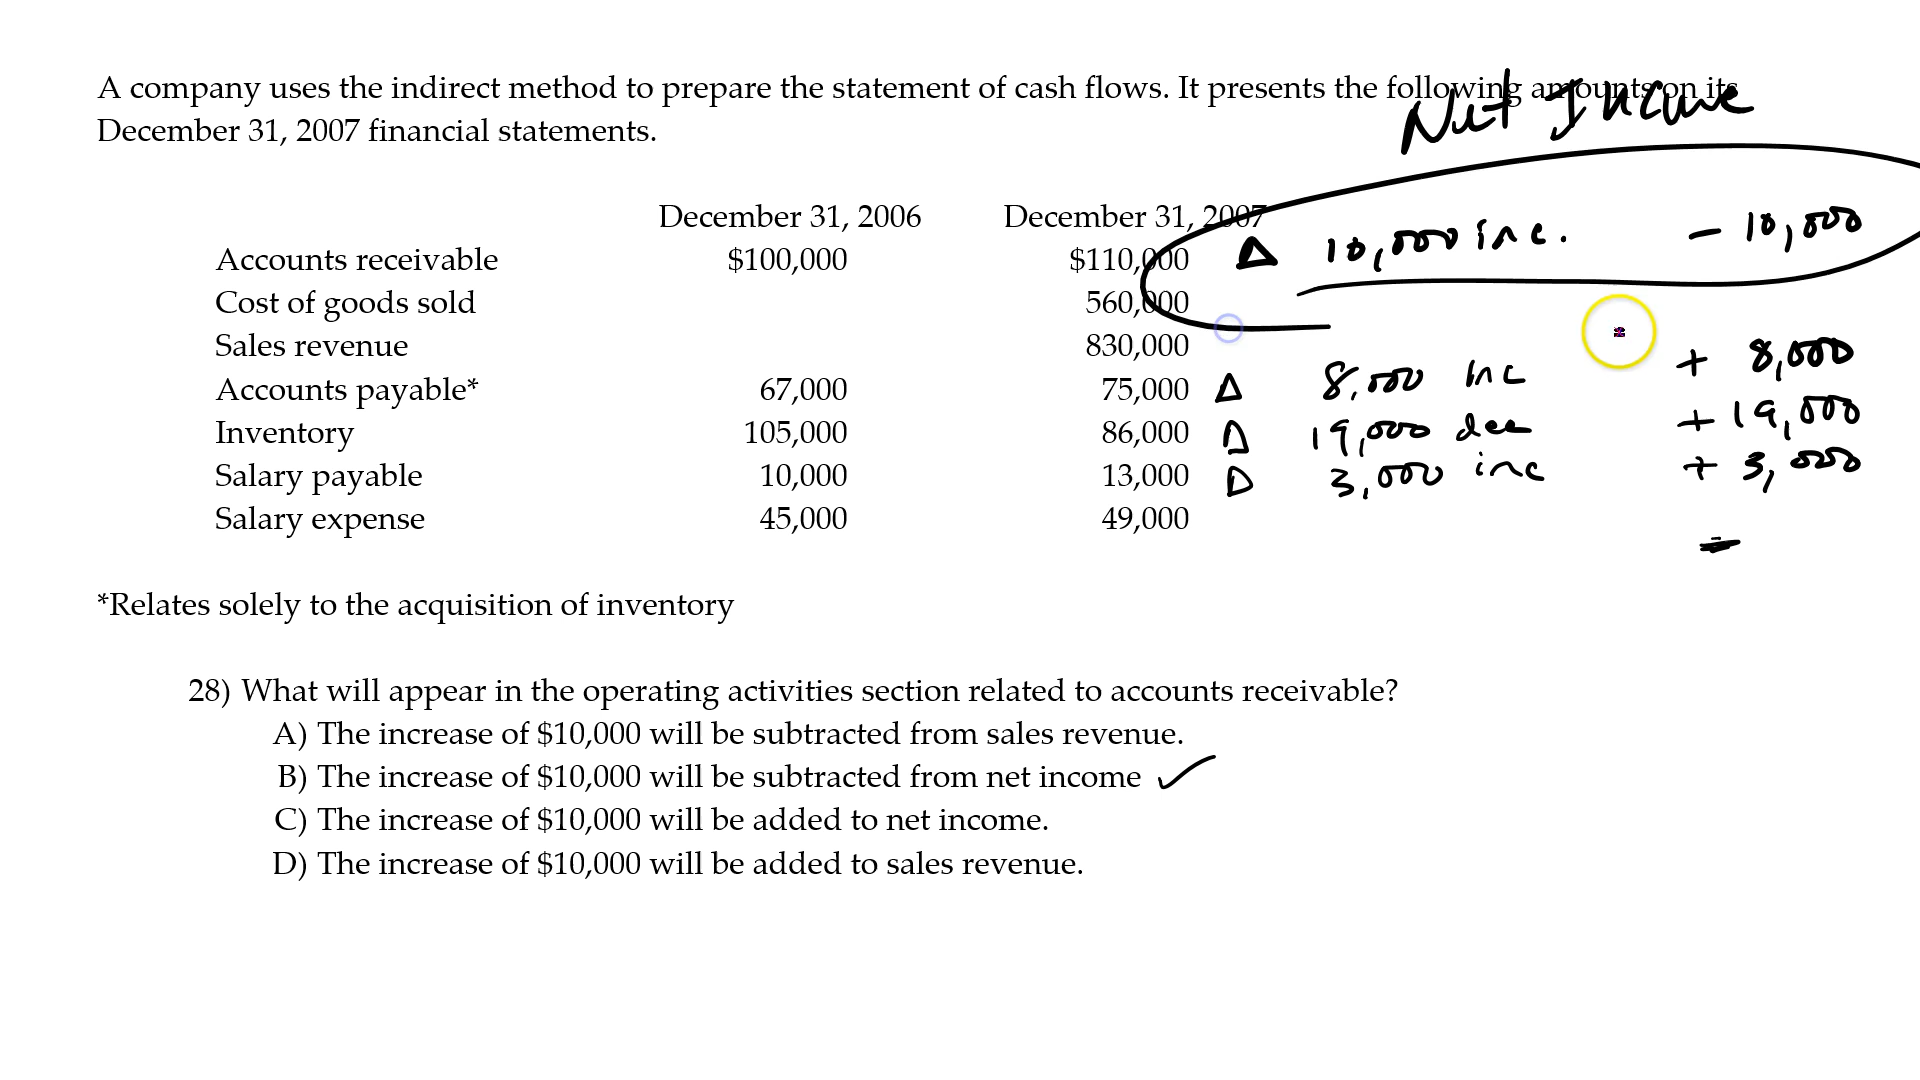 A company uses the indirect method to prepare the statement of cash flows. It presents the following amounts on its
December 31, 2007 financial statements.
Net Income
December 31, 2006 December 31, 2007
Accounts receivable $100,000 $110,000 Δ 10,000 inc. - 10,000
Cost of goods sold 560,000
Sales revenue 830,000
Accounts payable* 67,000 75,000 Δ 8,000 inc + 8,000
Inventory 105,000 86,000 Δ 19,000 dec + 19,000
Salary payable 10,000 13,000 Δ 3,000 inc + 3,000
Salary expense 45,000 49,000
=
*Relates solely to the acquisition of inventory
28) What will appear in the operating activities section related to accounts receivable?
A) The increase of $10,000 will be subtracted from sales revenue.
B) The increase of $10,000 will be subtracted from net income ✓
C) The increase of $10,000 will be added to net income.
D) The increase of $10,000 will be added to sales revenue.